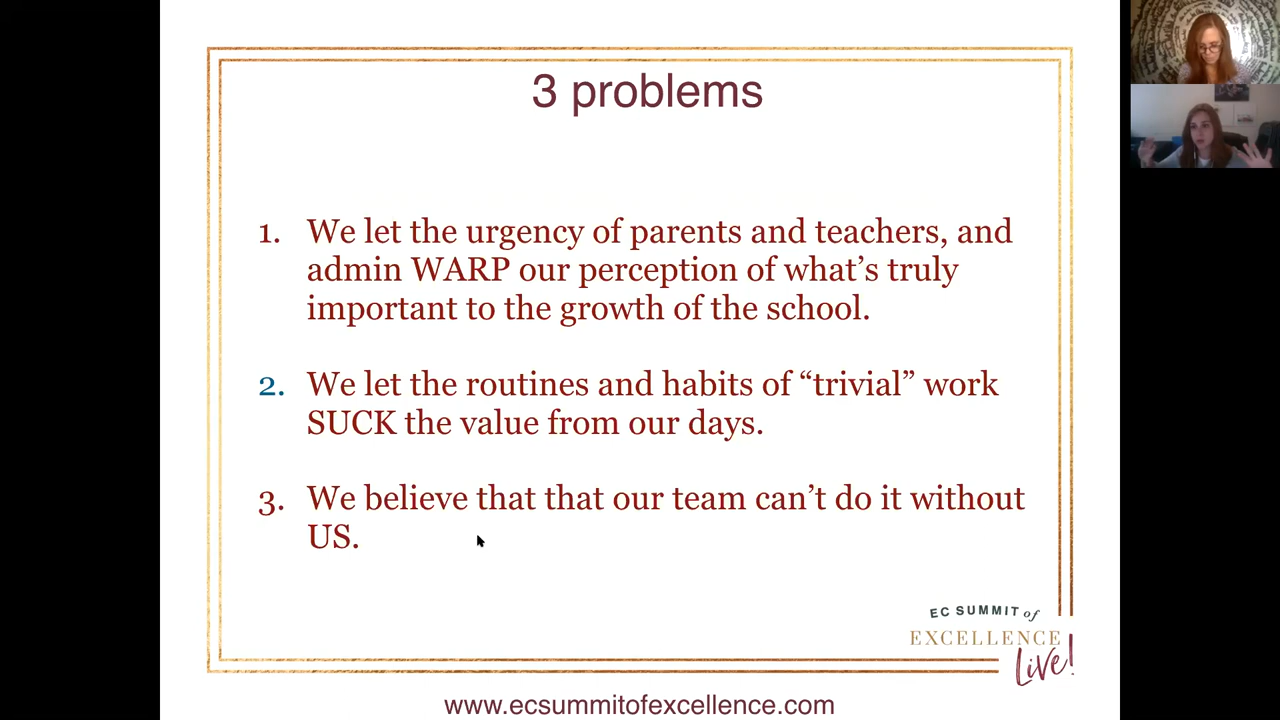 3 problems
1. We let the urgency of parents and teachers, and
admin WARP our perception of what’s truly
important to the growth of the school.
2. We let the routines and habits of “trivial” work
SUCK the value from our days.
3. We believe that that our team can’t do it without
US.
EC SUMMIT of
EXCELLENCE
Live!
www.ecsummitofexcellence.com